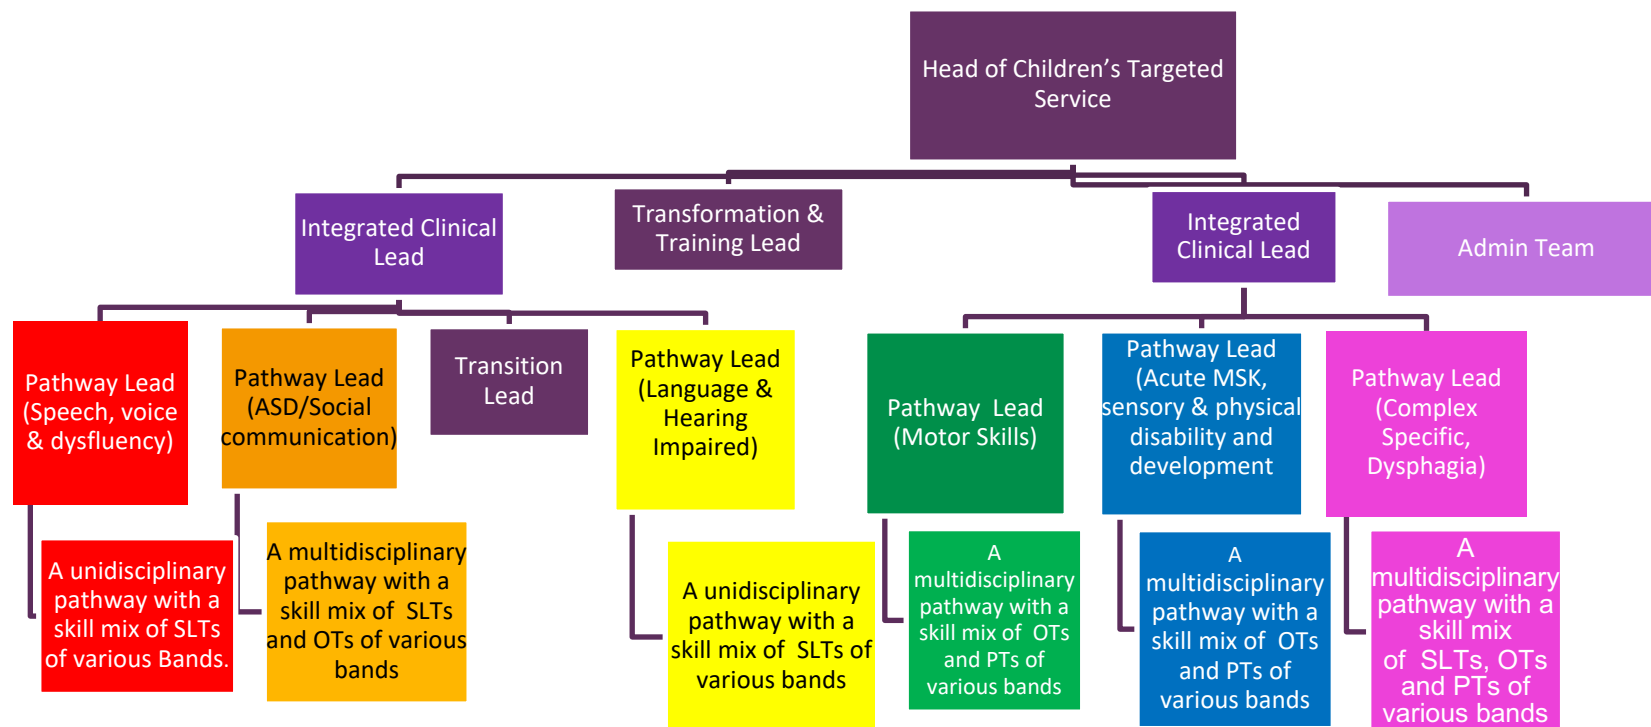 Head of Children’s Targeted
Service
Integrated Clinical
Lead
Transformation &
Training Lead
Integrated
Clinical Lead
Admin Team
Pathway Lead
(Speech, voice
& dysfluency)
Pathway Lead
(ASD/Social
communication)
Transition
Lead
Pathway Lead
(Language &
Hearing
Impaired)
Pathway Lead
(Motor Skills)
Pathway Lead
(Acute MSK,
sensory & physical
disability and
development
Pathway Lead
(Complex
Specific,
Dysphagia)
A unidisciplinary
pathway with a
skill mix of SLTs
of various Bands.
A multidisciplinary
pathway with a
skill mix of SLTs
and OTs of various
bands
A unidisciplinary
pathway with a
skill mix of SLTs of
various bands
A
multidisciplinary
pathway with a
skill mix of OTs
and PTs of
various bands
A
multidisciplinary
pathway with a
skill mix of OTs
and PTs of
various bands
A
multidisciplinary
pathway with a
skill mix
of SLTs, OTs
and PTs of
various bands